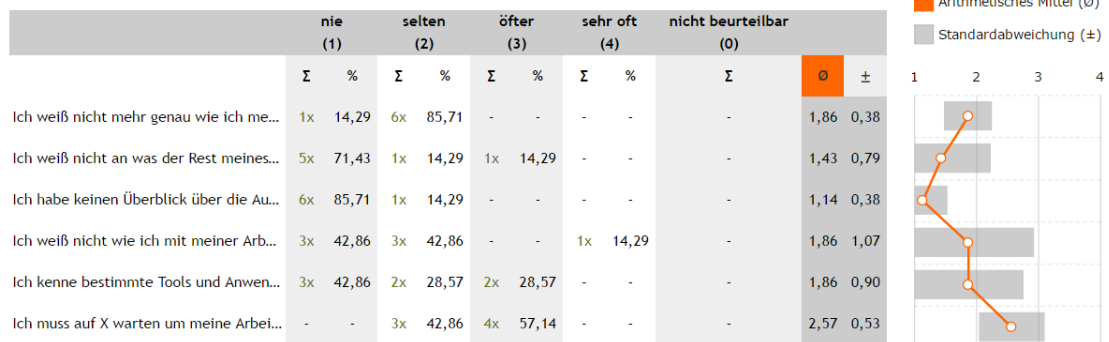 Arithmetisches Mittel (Ø)
nie selten öfter sehr oft nicht beurteilbar
(1) (2) (3) (4) (0)
Standardabweichung (±)
Σ % Σ % Σ % Σ % Σ Ø ±
1 2 3 4
Ich weiß nicht mehr genau wie ich me... 1x 14,29 6x 85,71 - - - - - 1,86 0,38
Ich weiß nicht an was der Rest meines... 5x 71,43 1x 14,29 1x 14,29 - - - 1,43 0,79
Ich habe keinen Überblick über die Au... 6x 85,71 1x 14,29 - - - - - 1,14 0,38
Ich weiß nicht wie ich mit meiner Arb... 3x 42,86 3x 42,86 - - 1x 14,29 - 1,86 1,07
Ich kenne bestimmte Tools und Anwen... 3x 42,86 2x 28,57 2x 28,57 - - - 1,86 0,90
Ich muss auf X warten um meine Arbei... - - 3x 42,86 4x 57,14 - - - 2,57 0,53